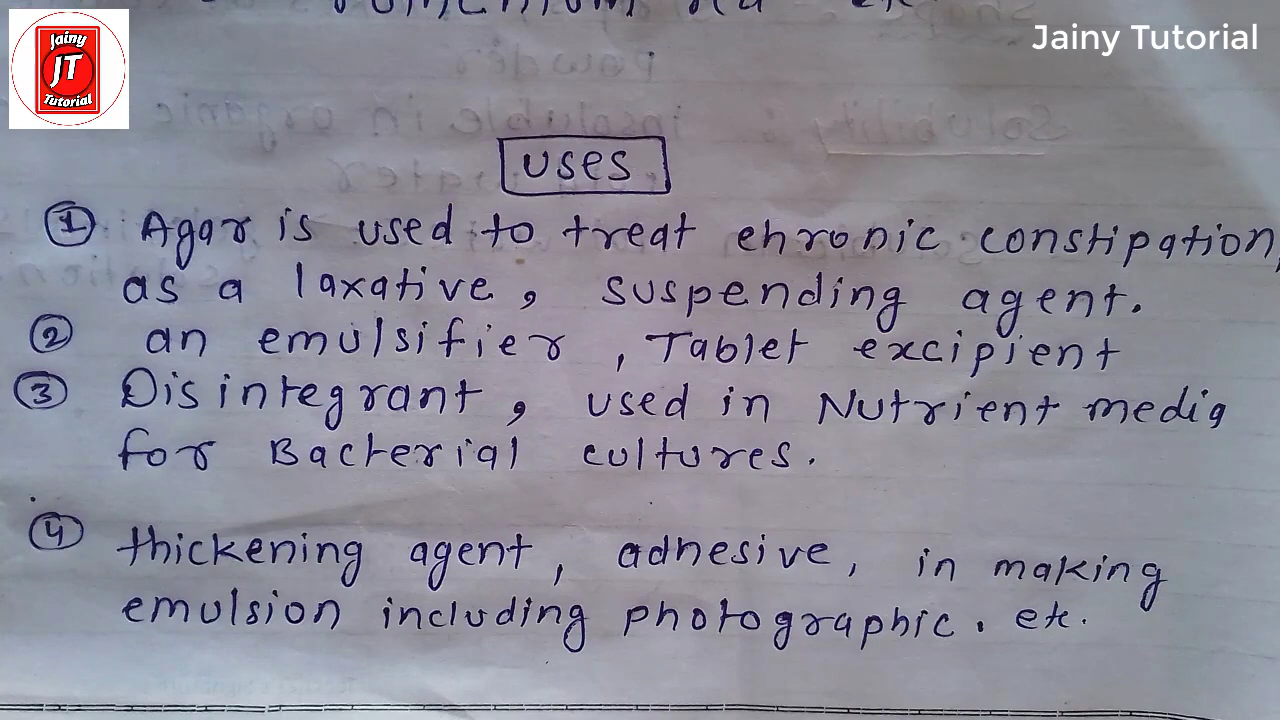 Jainy
JT
Tutorial
Jainy Tutorial
uses
① Agar is used to treat chronic constipation,
as a laxative, suspending agent.
② an emulsifier, Tablet excipient
③ Disintegrant, used in Nutrient media
for Bacterial cultures.
④ thickening agent, adhesive, in making
emulsion including photographic. etc.